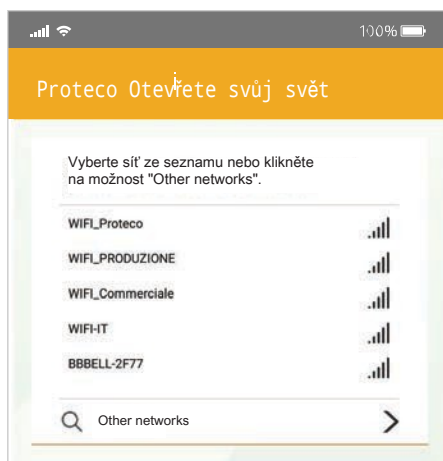 100%
Proteco Otevřete svůj svět
Vyberte síť ze seznamu nebo klikněte
na možnost "Other networks".
WIFI_Proteco
WIFI_PRODUZIONE
WIFI_Commerciale
WIFI-IT
BBBELL-2F77
Other networks